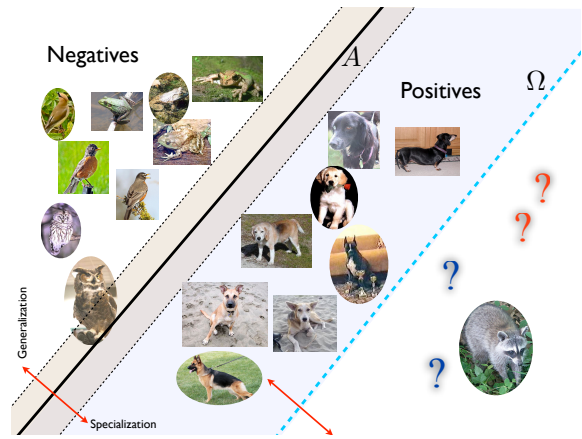 Negatives
A
Ω
Positives
?
?
?
?
Generalization
Specialization